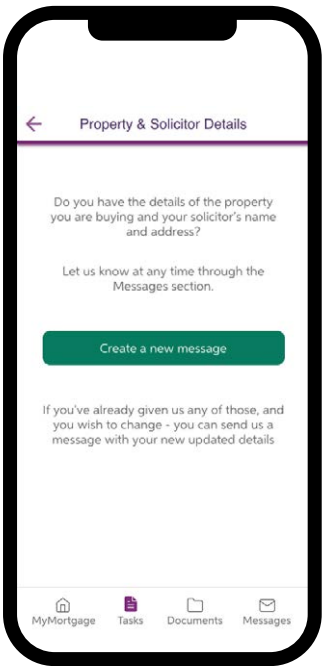 Property & Solicitor Details
Do you have the details of the property
you are buying and your solicitor's name
and address?
Let us know at any time through the
Messages section.
Create a new message
If you've already given us any of those, and
you wish to change - you can send us a
message with your new updated details
MyMortgage Tasks Documents Messages